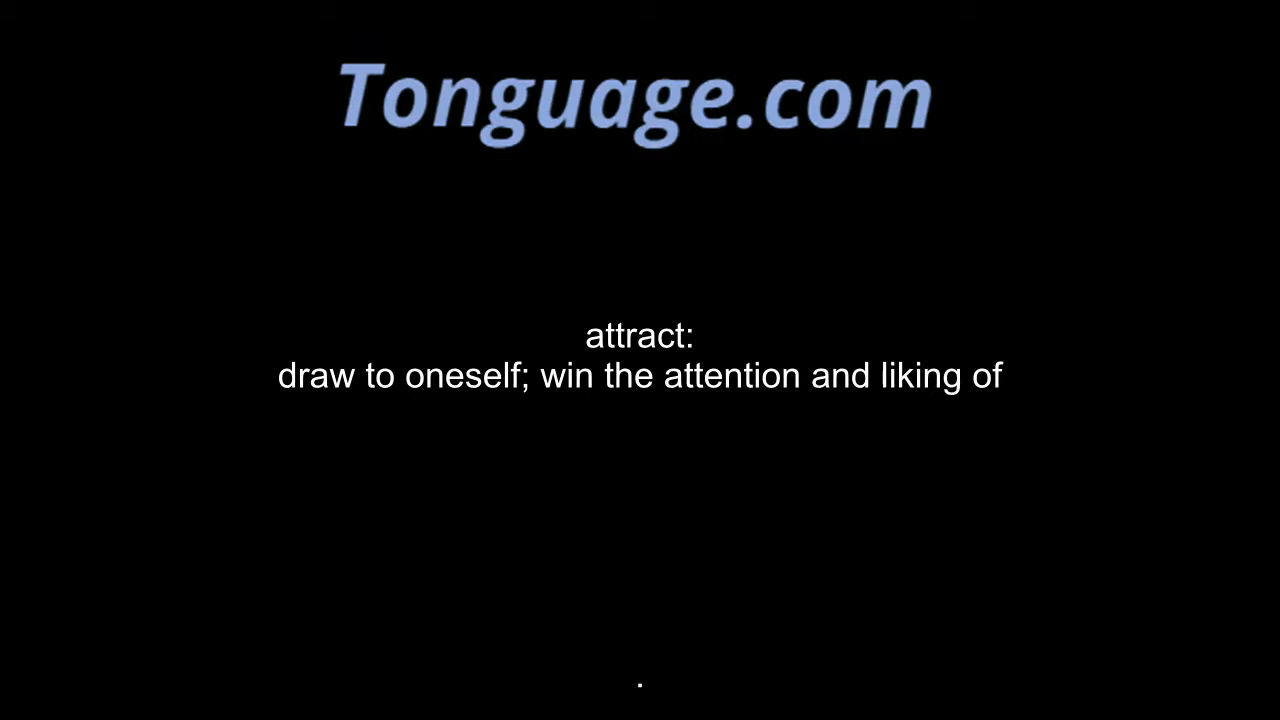 Tonguage.com
attract:
draw to oneself; win the attention and liking of
.